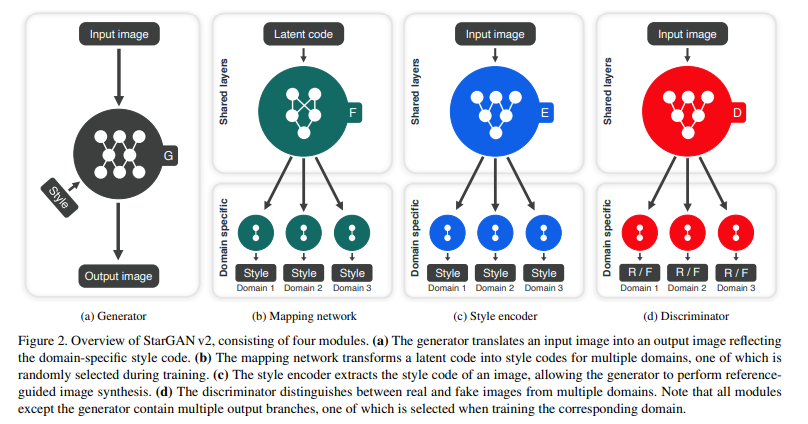 Input image
G
Style
Output image
(a) Generator
Latent code
Shared layers
F
Domain specific
Style Style Style
Domain 1 Domain 2 Domain 3
(b) Mapping network
Input image
Shared layers
E
Domain specific
Style Style Style
Domain 1 Domain 2 Domain 3
(c) Style encoder
Input image
Shared layers
D
Domain specific
R / F R / F R / F
Domain 1 Domain 2 Domain 3
(d) Discriminator
Figure 2. Overview of StarGAN v2, consisting of four modules. (a) The generator translates an input image into an output image reflecting
the domain-specific style code. (b) The mapping network transforms a latent code into style codes for multiple domains, one of which is
randomly selected during training. (c) The style encoder extracts the style code of an image, allowing the generator to perform reference-
guided image synthesis. (d) The discriminator distinguishes between real and fake images from multiple domains. Note that all modules
except the generator contain multiple output branches, one of which is selected when training the corresponding domain.